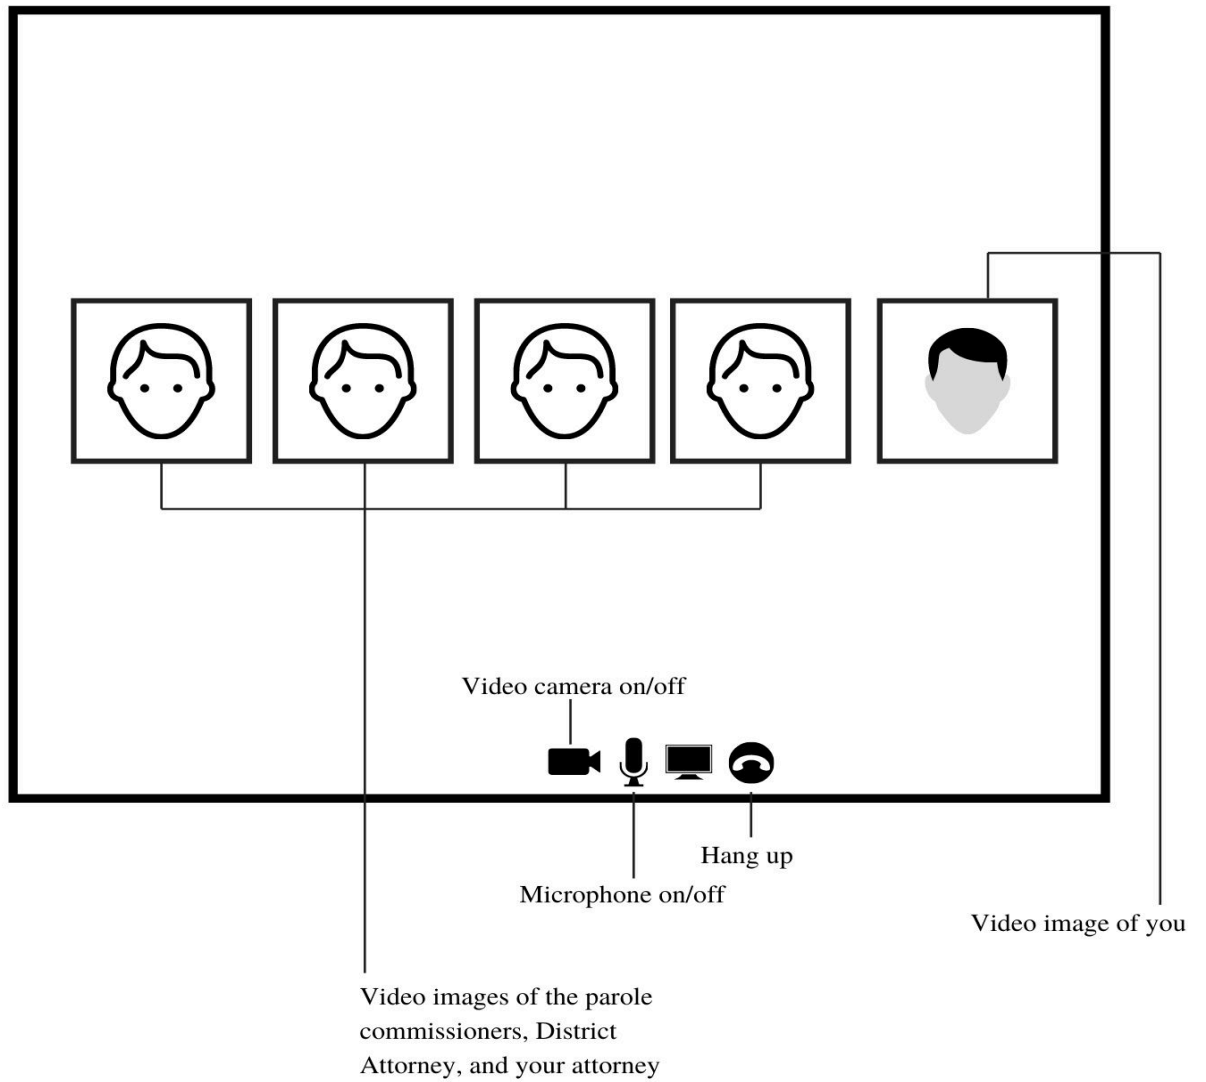 Video camera on/off
Hang up
Microphone on/off
Video image of you
Video images of the parole
commissioners, District
Attorney, and your attorney